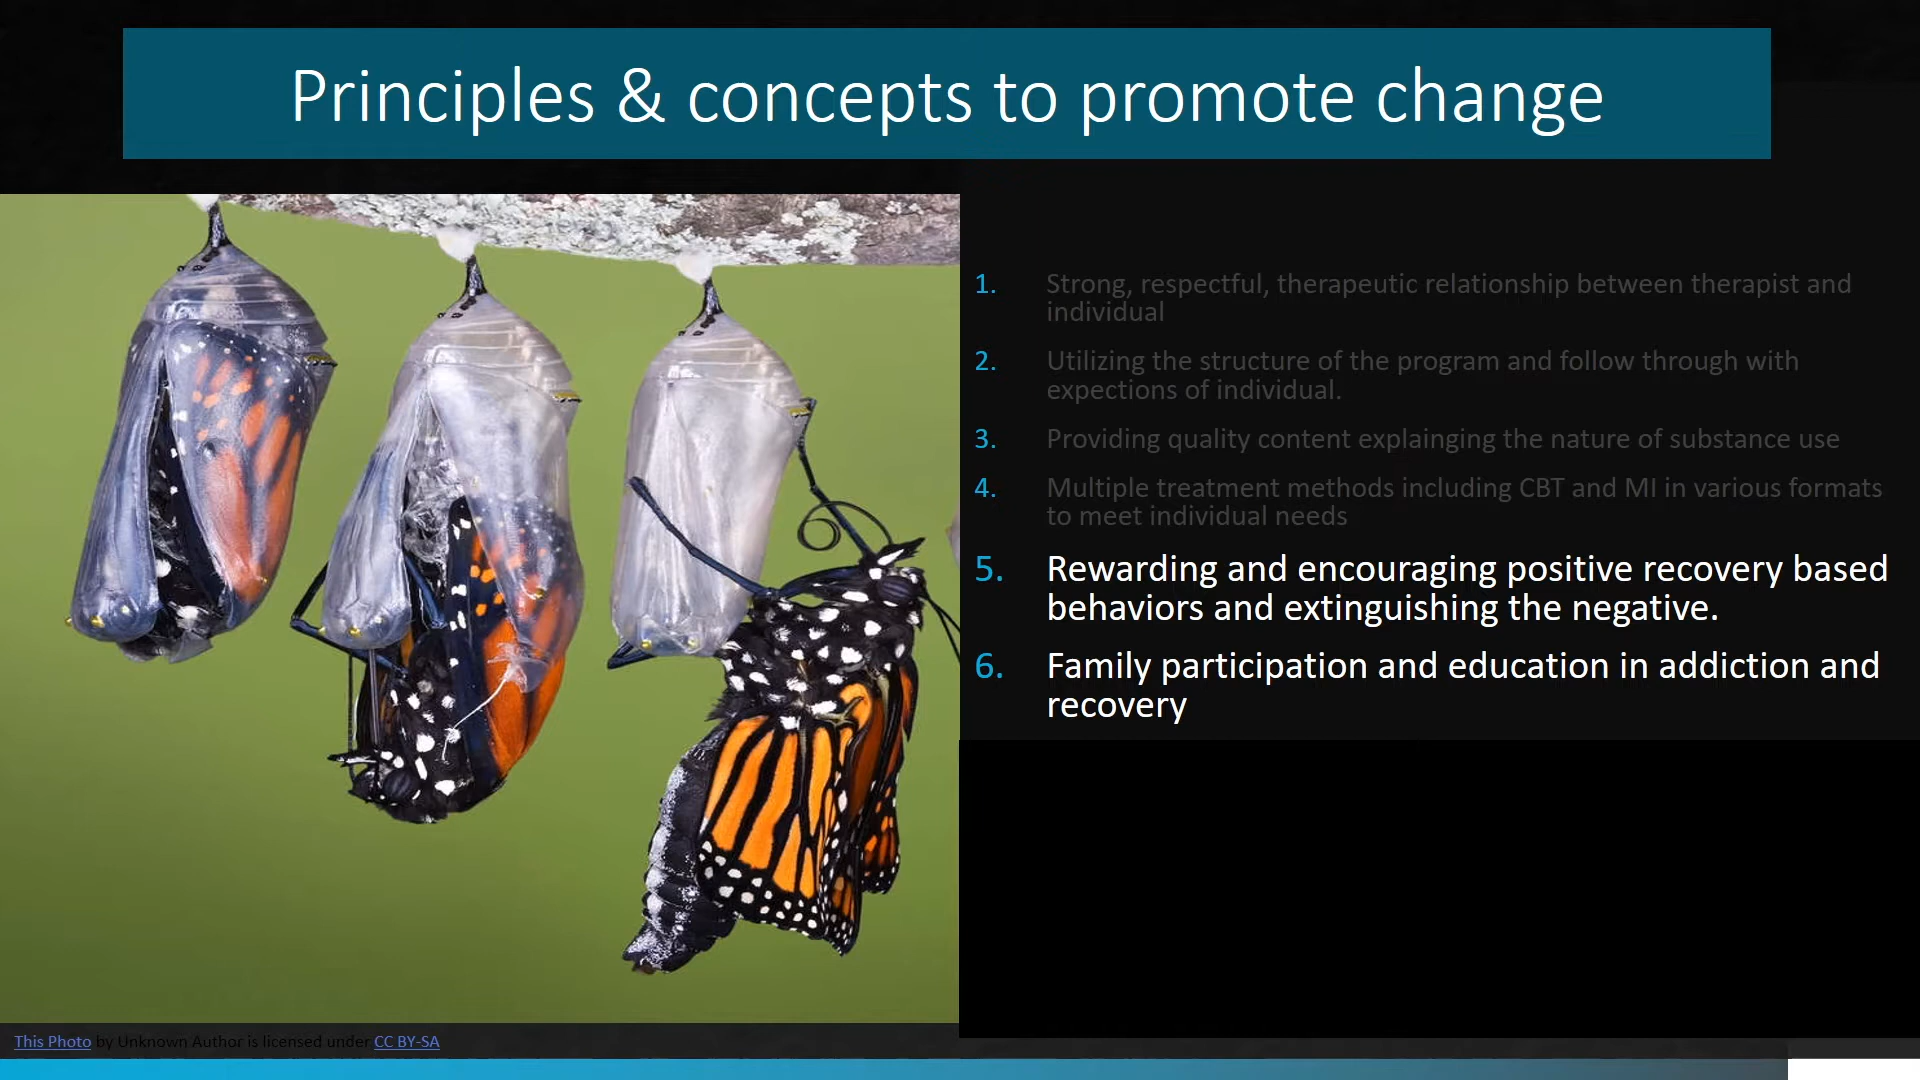 Principles & concepts to promote change
1. Strong, respectful, therapeutic relationship between therapist and
individual
2. Utilizing the structure of the program and follow through with
expections of individual.
3. Providing quality content explainging the nature of substance use
4. Multiple treatment methods including CBT and MI in various formats
to meet individual needs
5. Rewarding and encouraging positive recovery based
behaviors and extinguishing the negative.
6. Family participation and education in addiction and
recovery
This Photo by Unknown Author is licensed under CC BY-SA